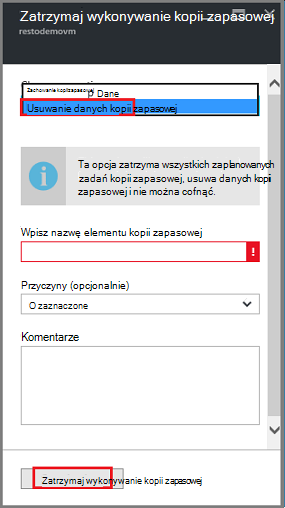 Zatrzymaj wykonywanie kopii zapasowej
restodemovm
Zachowanie kopiizapasowej
p Dane
Usuwanie danych kopii zapasowej
Ta opcja zatrzyma wszystkich zaplanowanych
zadań kopii zapasowej, usuwa danych kopii
zapasowej i nie można cofnąć.
Wpisz nazwę elementu kopii zapasowej
!
Przyczyny (opcjonalnie)
O zaznaczone
Komentarze
Zatrzymaj wykonywanie kopii zapasowej